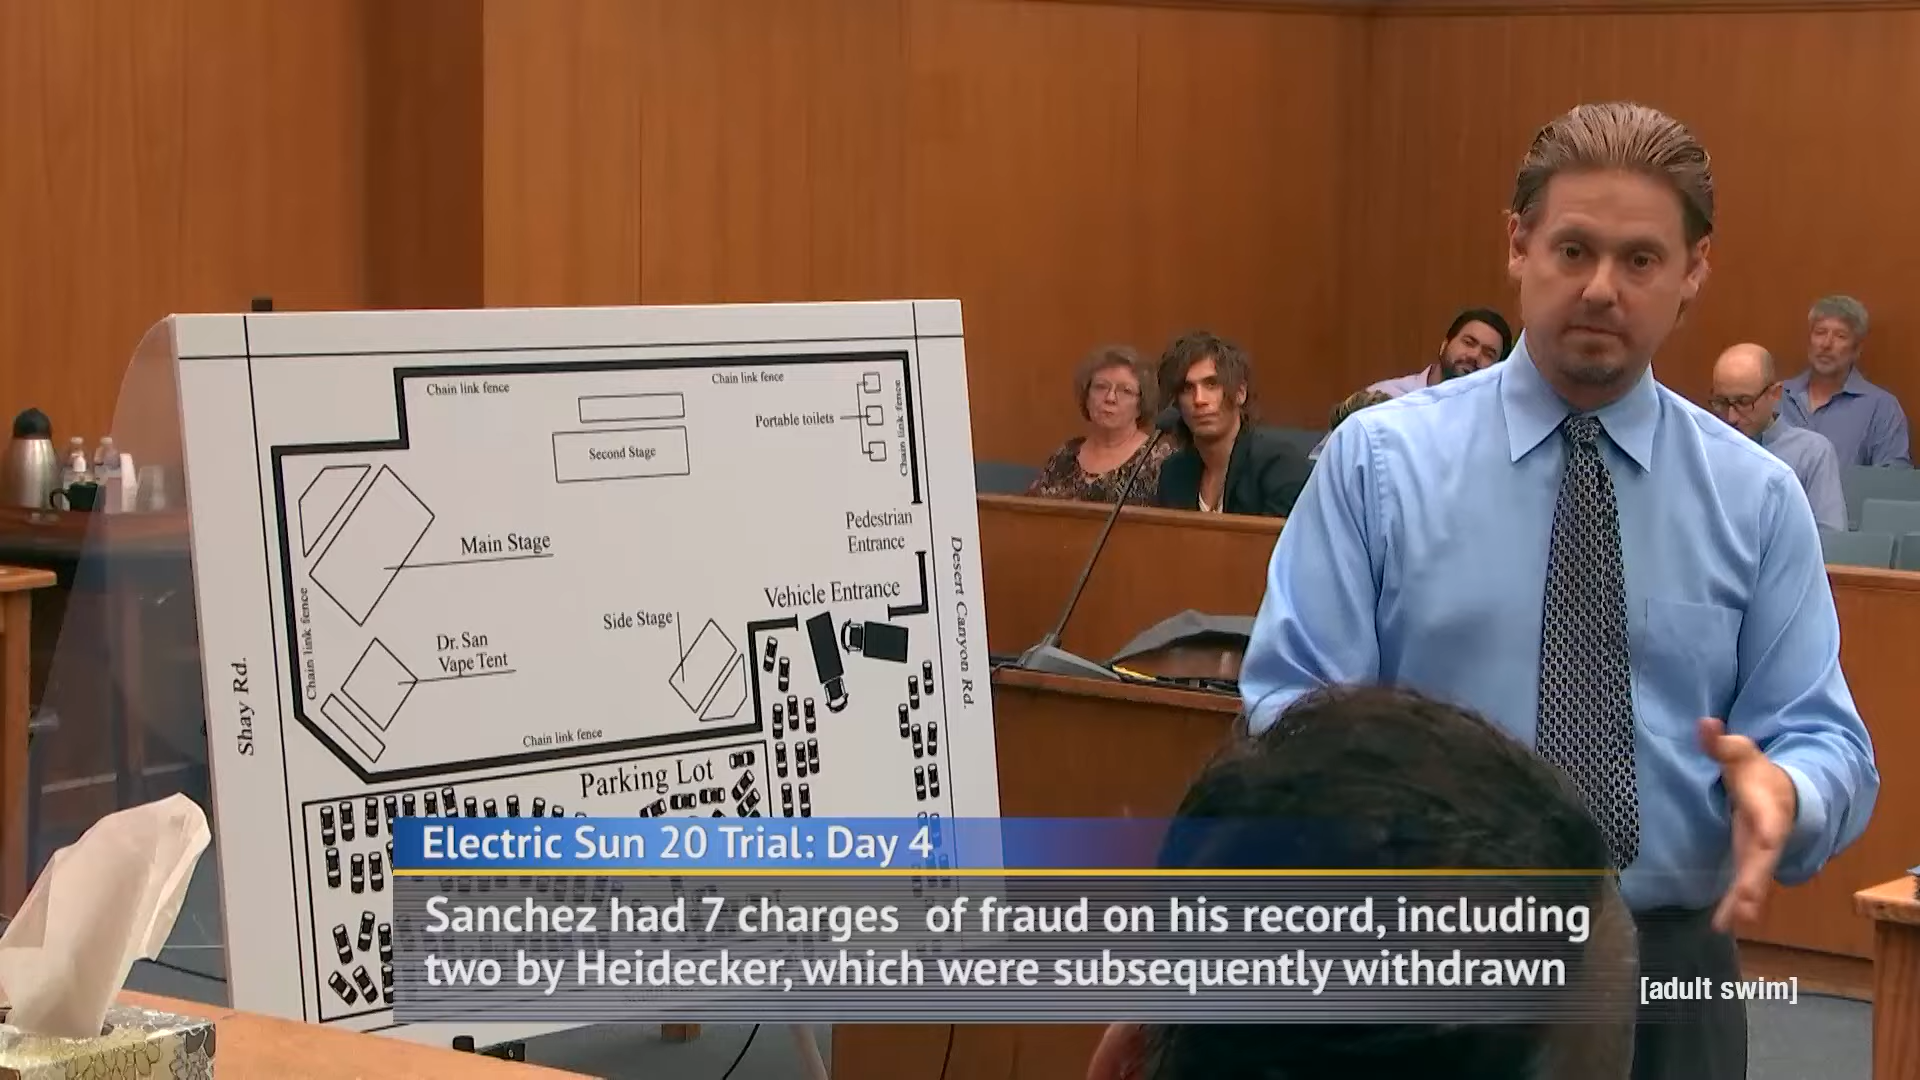 Chain link fence
Chain link fence
Portable toilets
Chain link fence
Second Stage
Pedestrian
Entrance
Main Stage
Vehicle Entrance
Desert Canyon Rd.
Side Stage
Dr. San
Vape Tent
Chain link fence
Shay Rd.
Chain link fence
Parking Lot
Electric Sun 20 Trial: Day 4
Sanchez had 7 charges of fraud on his record, including
two by Heidecker, which were subsequently withdrawn
[adult swim]